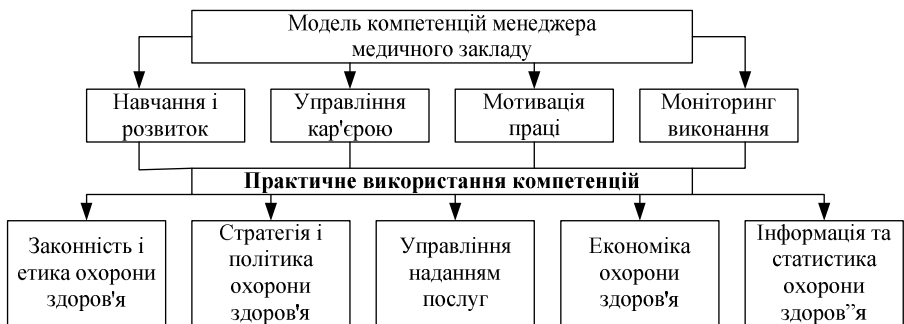 Модель компетенцій менеджера
медичного закладу
Навчання і
розвиток
Управління
кар'єрою
Мотивація
праці
Моніторинг
виконання
Практичне використання компетенцій
Законність і
етика охорони
здоров'я
Стратегія і
політика
охорони
здоров'я
Управління
наданням
послуг
Економіка
охорони
здоров'я
Інформація та
статистика
охорони
здоров”я